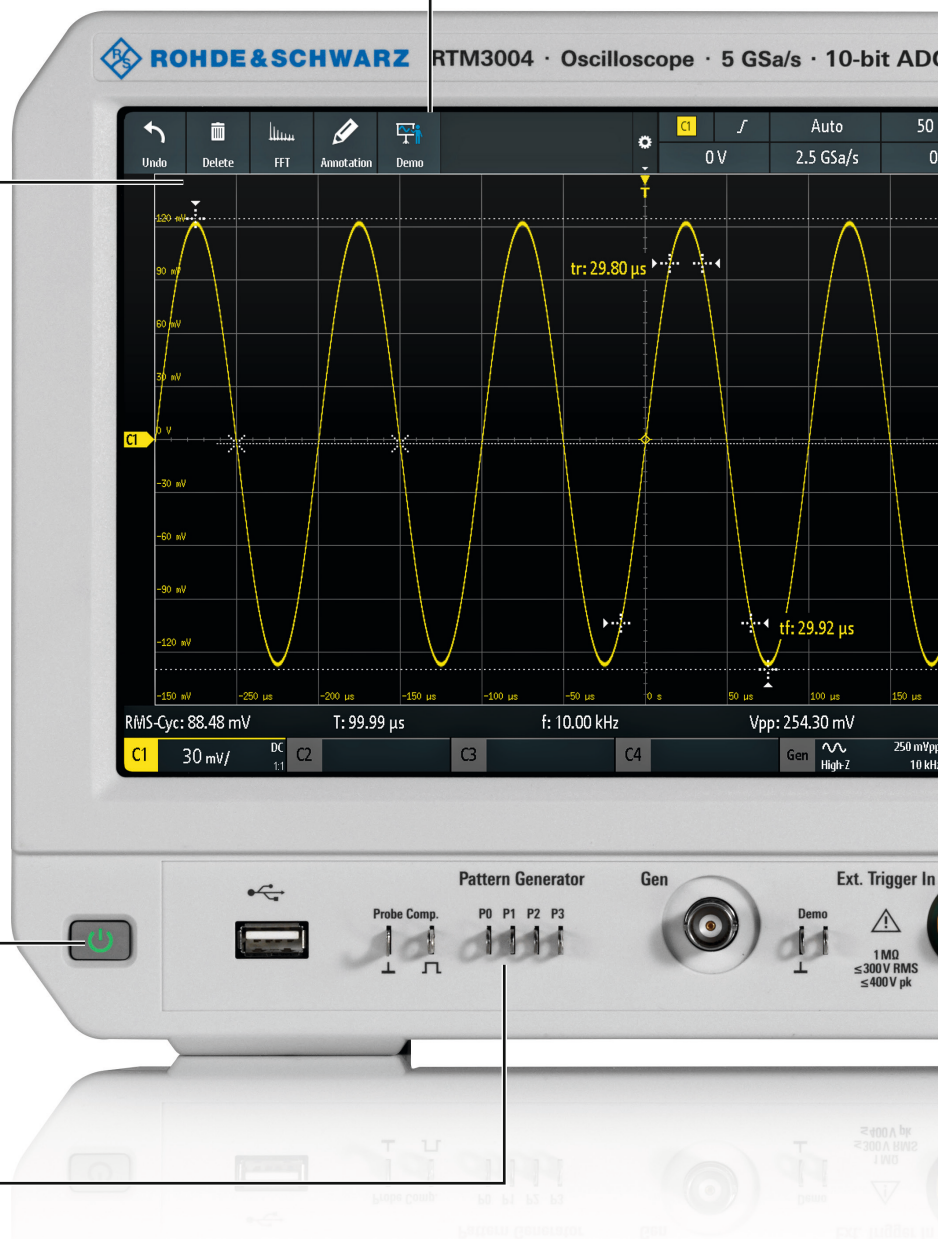 R&S
ROHDE & SCHWARZ RTM3004 · Oscilloscope · 5 GSa/s · 10-bit ADC
C1 Auto 50
Undo Delete FFT Annotation Demo 0 V 2.5 GSa/s 0
T
120 mV
90 mV tr: 29.80 µs
60 mV
30 mV
C1 0 V
-30 mV
-60 mV
-90 mV
-120 mV tf: 29.92 µs
-150 mV -250 µs -200 µs -150 µs -100 µs -50 µs 0 s 50 µs 100 µs 150 µs
RMS-Cyc: 88.48 mV T: 99.99 µs f: 10.00 kHz Vpp: 254.30 mV
C1 30 mV/ DC 1:1 C2 C3 C4 Gen High-Z 250 mVpp 10 kHz
Pattern Generator Gen Ext. Trigger In
Probe Comp. P0 P1 P2 P3 Demo
1 MΩ
≤300 V RMS
≤400 V pk